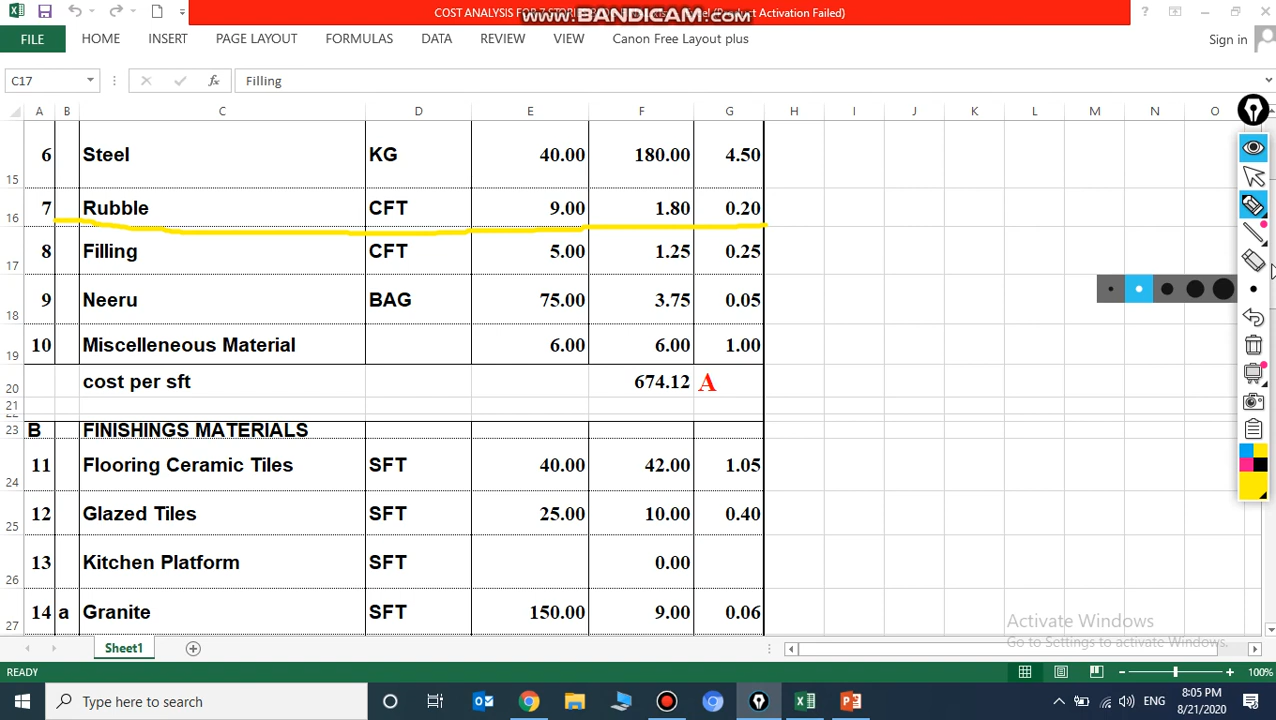 COST ANALYSIS FOR 7 STORIED
www.BANDICAM.com
(Product Activation Failed)
FILE HOME INSERT PAGE LAYOUT FORMULAS DATA REVIEW VIEW Canon Free Layout plus Sign in
C17 fx Filling
A B C D E F G H I J K L M N O
15 6 Steel KG 40.00 180.00 4.50
16 7 Rubble CFT 9.00 1.80 0.20
17 8 Filling CFT 5.00 1.25 0.25
18 9 Neeru BAG 75.00 3.75 0.05
19 10 Miscelleneous Material 6.00 6.00 1.00
20 cost per sft 674.12 A
21
23 B FINISHINGS MATERIALS
24 11 Flooring Ceramic Tiles SFT 40.00 42.00 1.05
25 12 Glazed Tiles SFT 25.00 10.00 0.40
26 13 Kitchen Platform SFT 0.00
27 14 a Granite SFT 150.00 9.00 0.06
Activate Windows
Go to Settings to activate Windows.
Sheet1
READY 100%
Type here to search ENG 8:05 PM
8/21/2020